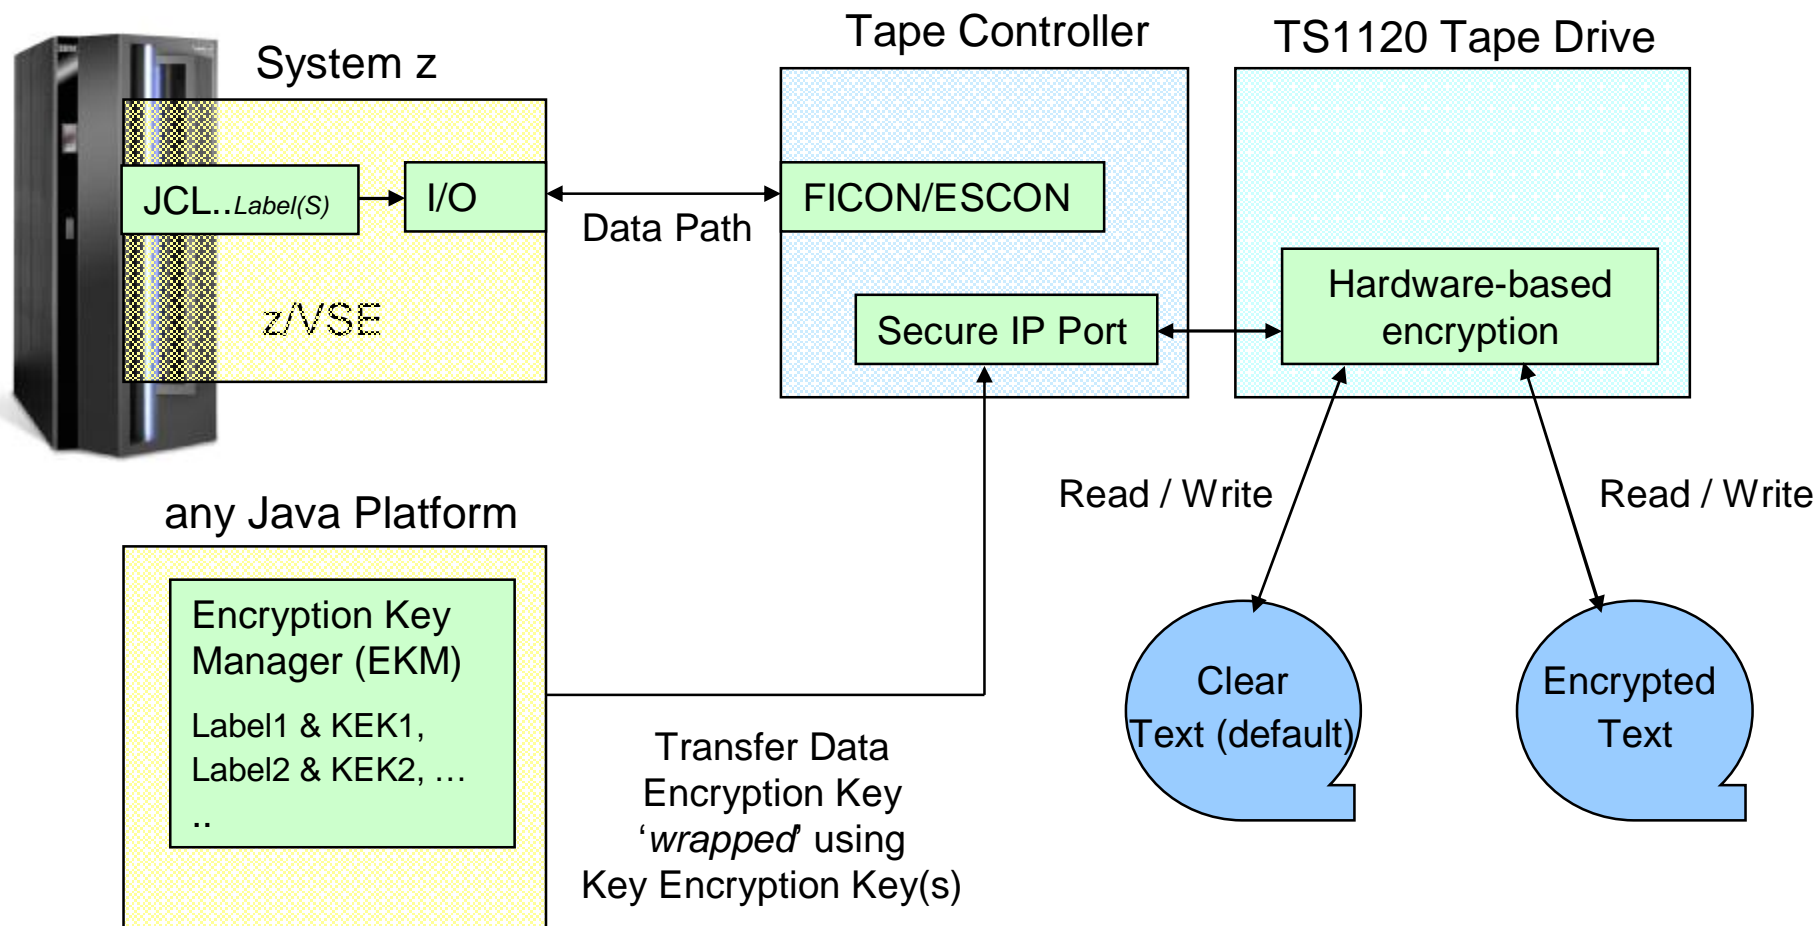 System z
Tape Controller
TS1120 Tape Drive
JCL..Label(S)
I/O
Data Path
FICON/ESCON
z/VSE
Secure IP Port
Hardware-based
encryption
Read / Write
Read / Write
any Java Platform
Encryption Key
Manager (EKM)
Label1 & KEK1,
Label2 & KEK2, …
..
Transfer Data
Encryption Key
‘wrapped’ using
Key Encryption Key(s)
Clear
Text (default)
Encrypted
Text